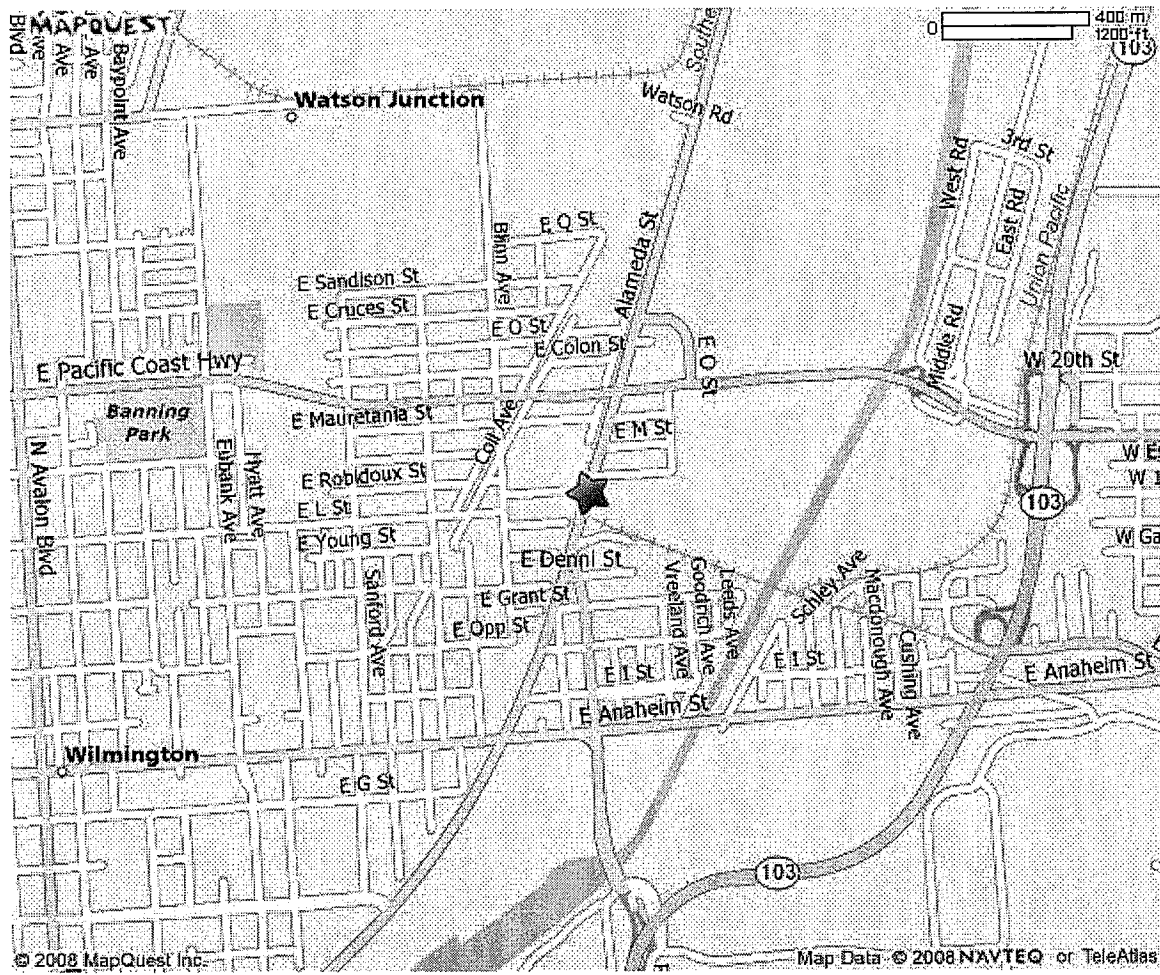 MAPQUEST
400 m
0
1200 ft
103
Blvd
Ave
Ave
Baypoint Ave
Watson Junction
Southe
Watson Rd
3rd St
West Rd
East Rd
Union Pacific
E Q St
Alameda St
Blinn Ave
E Sandison St
E Cruces St
E O St
E Colon St
E O St
Middle Rd
W 20th St
E Pacific Coast Hwy
Banning
Park
E Mauretania St
Coil Ave
E M St
N Avalon Blvd
Eubank Ave
Hyatt Ave
E Robidoux St
E L St
E Young St
W Es
W 1
103
W Ga
E Denni St
Sanford Ave
E Grant St
E Opp St
Vreeland Ave
Goodrich Ave
Leeds Ave
Schley Ave
Macdonough Ave
Cushing Ave
E I St
E I St
E Anaheim St
E Anaheim St
Wilmington
E G St
103
© 2008 MapQuest Inc.
Map Data © 2008 NAVTEQ or TeleAtlas